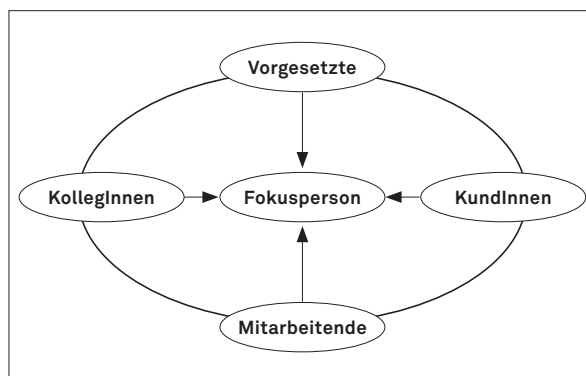 Vorgesetzte
KollegInnen
Fokusperson
KundInnen
Mitarbeitende